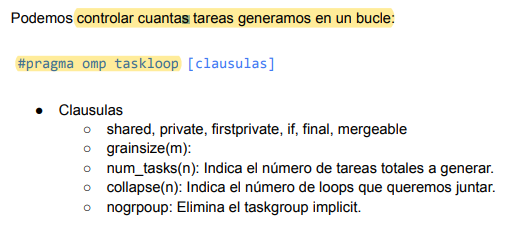 Podemos controlar cuantas tareas generamos en un bucle:
#pragma omp taskloop [clausulas]
● Clausulas
○ shared, private, firstprivate, if, final, mergeable
○ grainsize(m):
○ num_tasks(n): Indica el número de tareas totales a generar.
○ collapse(n): Indica el número de loops que queremos juntar.
○ nogrpoup: Elimina el taskgroup implicit.